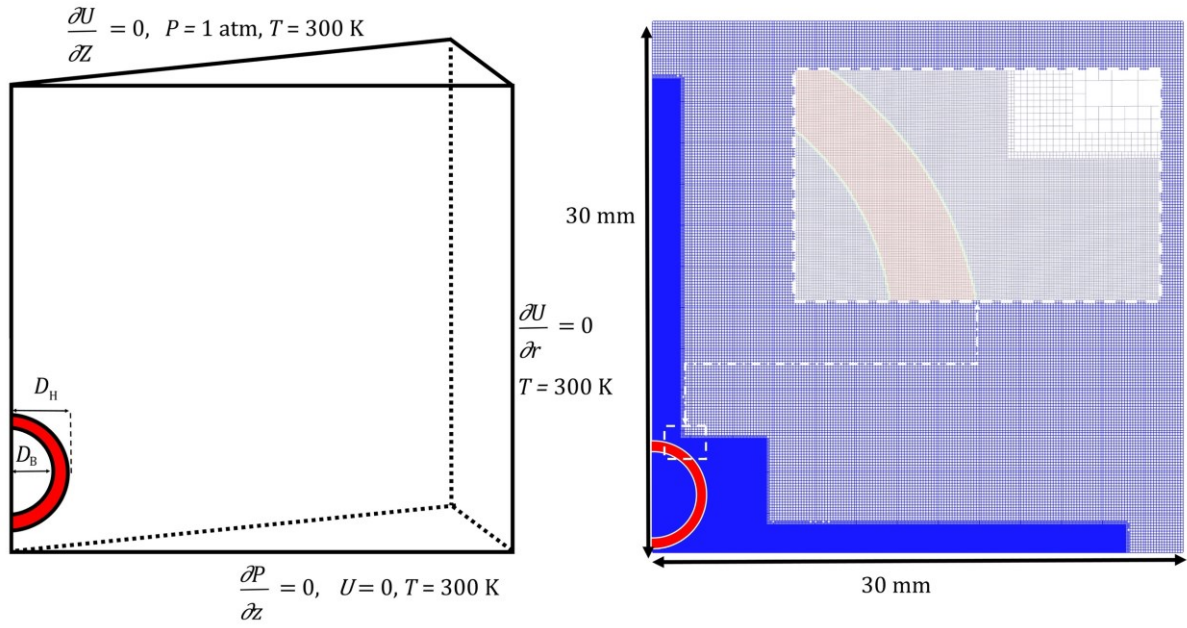 ∂U/∂Z = 0, P = 1 atm, T = 300 K
30 mm
∂U/∂r = 0
T = 300 K
D_H
D_B
30 mm
∂P/∂z = 0, U = 0, T = 300 K